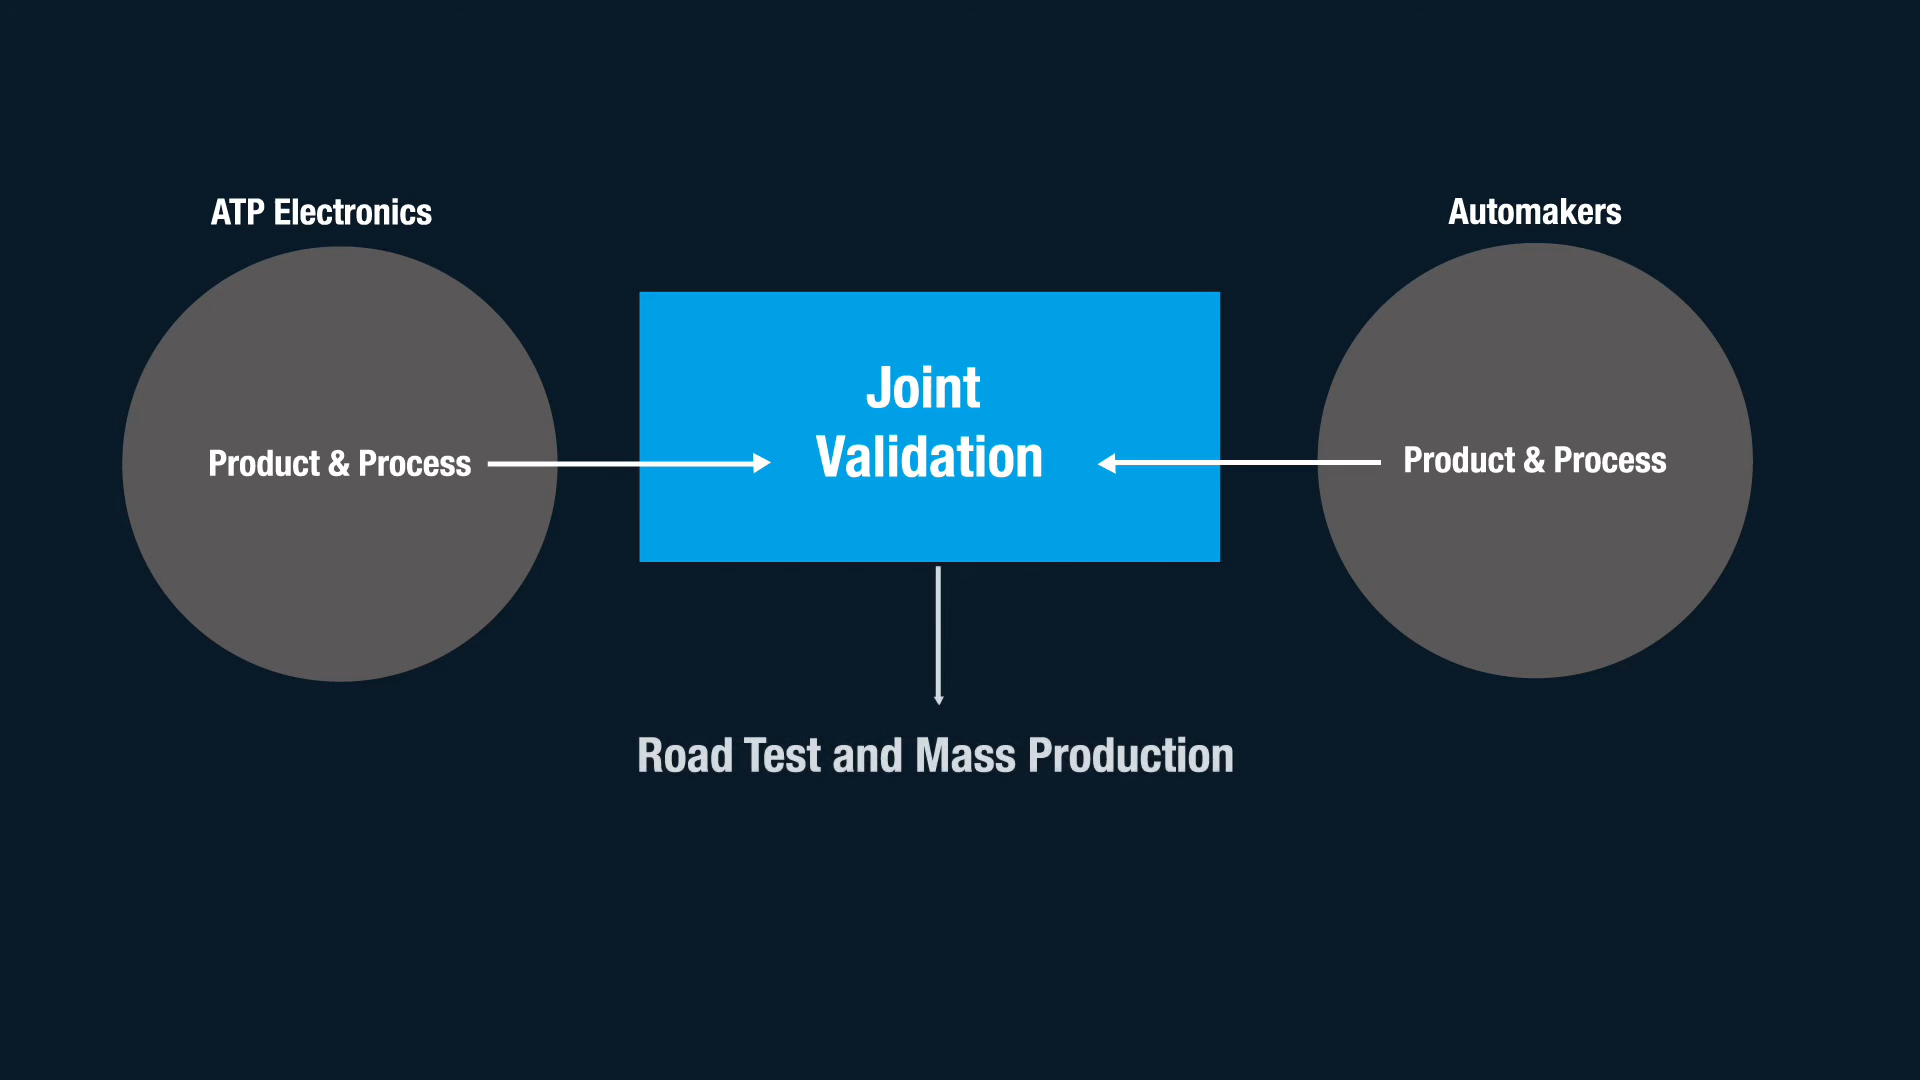 ATP Electronics
Automakers
Joint
Validation
Product & Process
Product & Process
Road Test and Mass Production